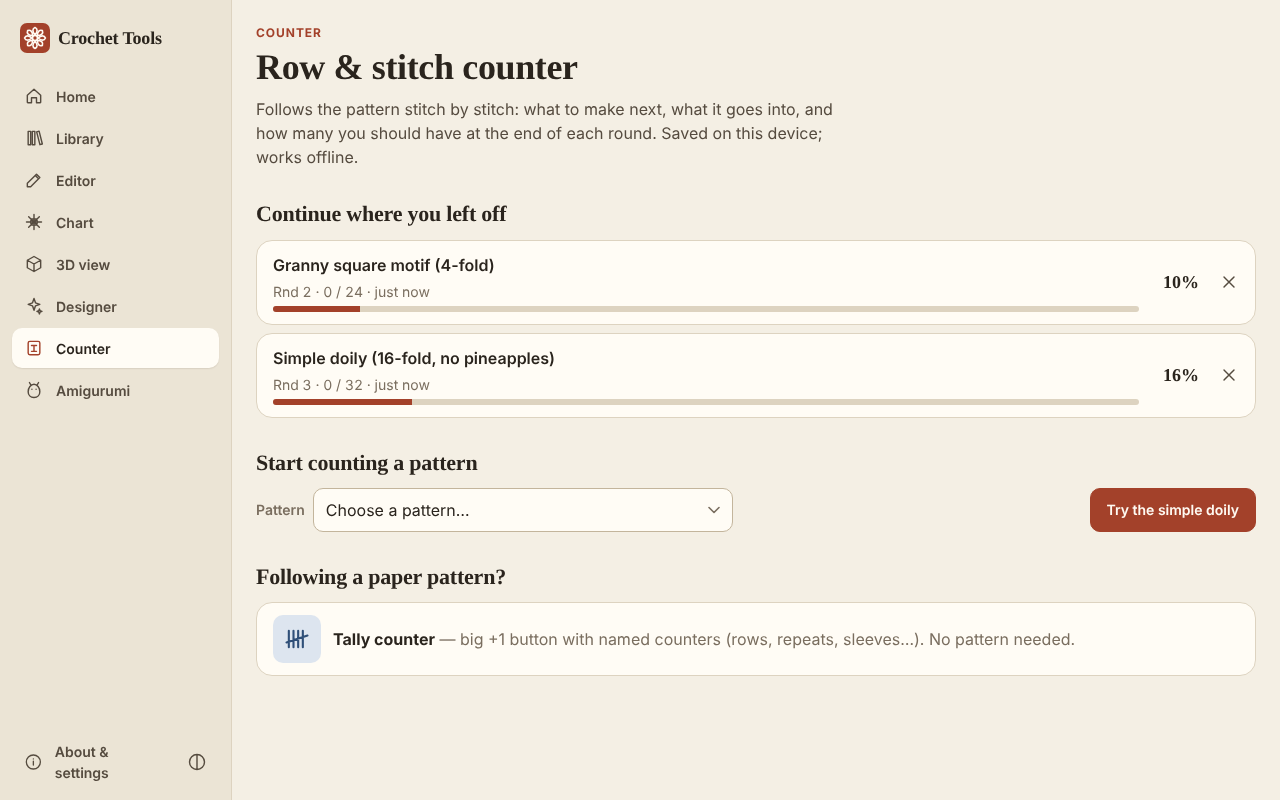 Crochet Tools
Home
Library
Editor
Chart
3D view
Designer
Counter
Amigurumi
About &
settings
COUNTER
Row & stitch counter
Follows the pattern stitch by stitch: what to make next, what it goes into, and
how many you should have at the end of each round. Saved on this device;
works offline.
Continue where you left off
Granny square motif (4-fold)
Rnd 2 · 0 / 24 · just now
10%
Simple doily (16-fold, no pineapples)
Rnd 3 · 0 / 32 · just now
16%
Start counting a pattern
Pattern
Choose a pattern…
Try the simple doily
Following a paper pattern?
Tally counter — big +1 button with named counters (rows, repeats, sleeves…). No pattern needed.